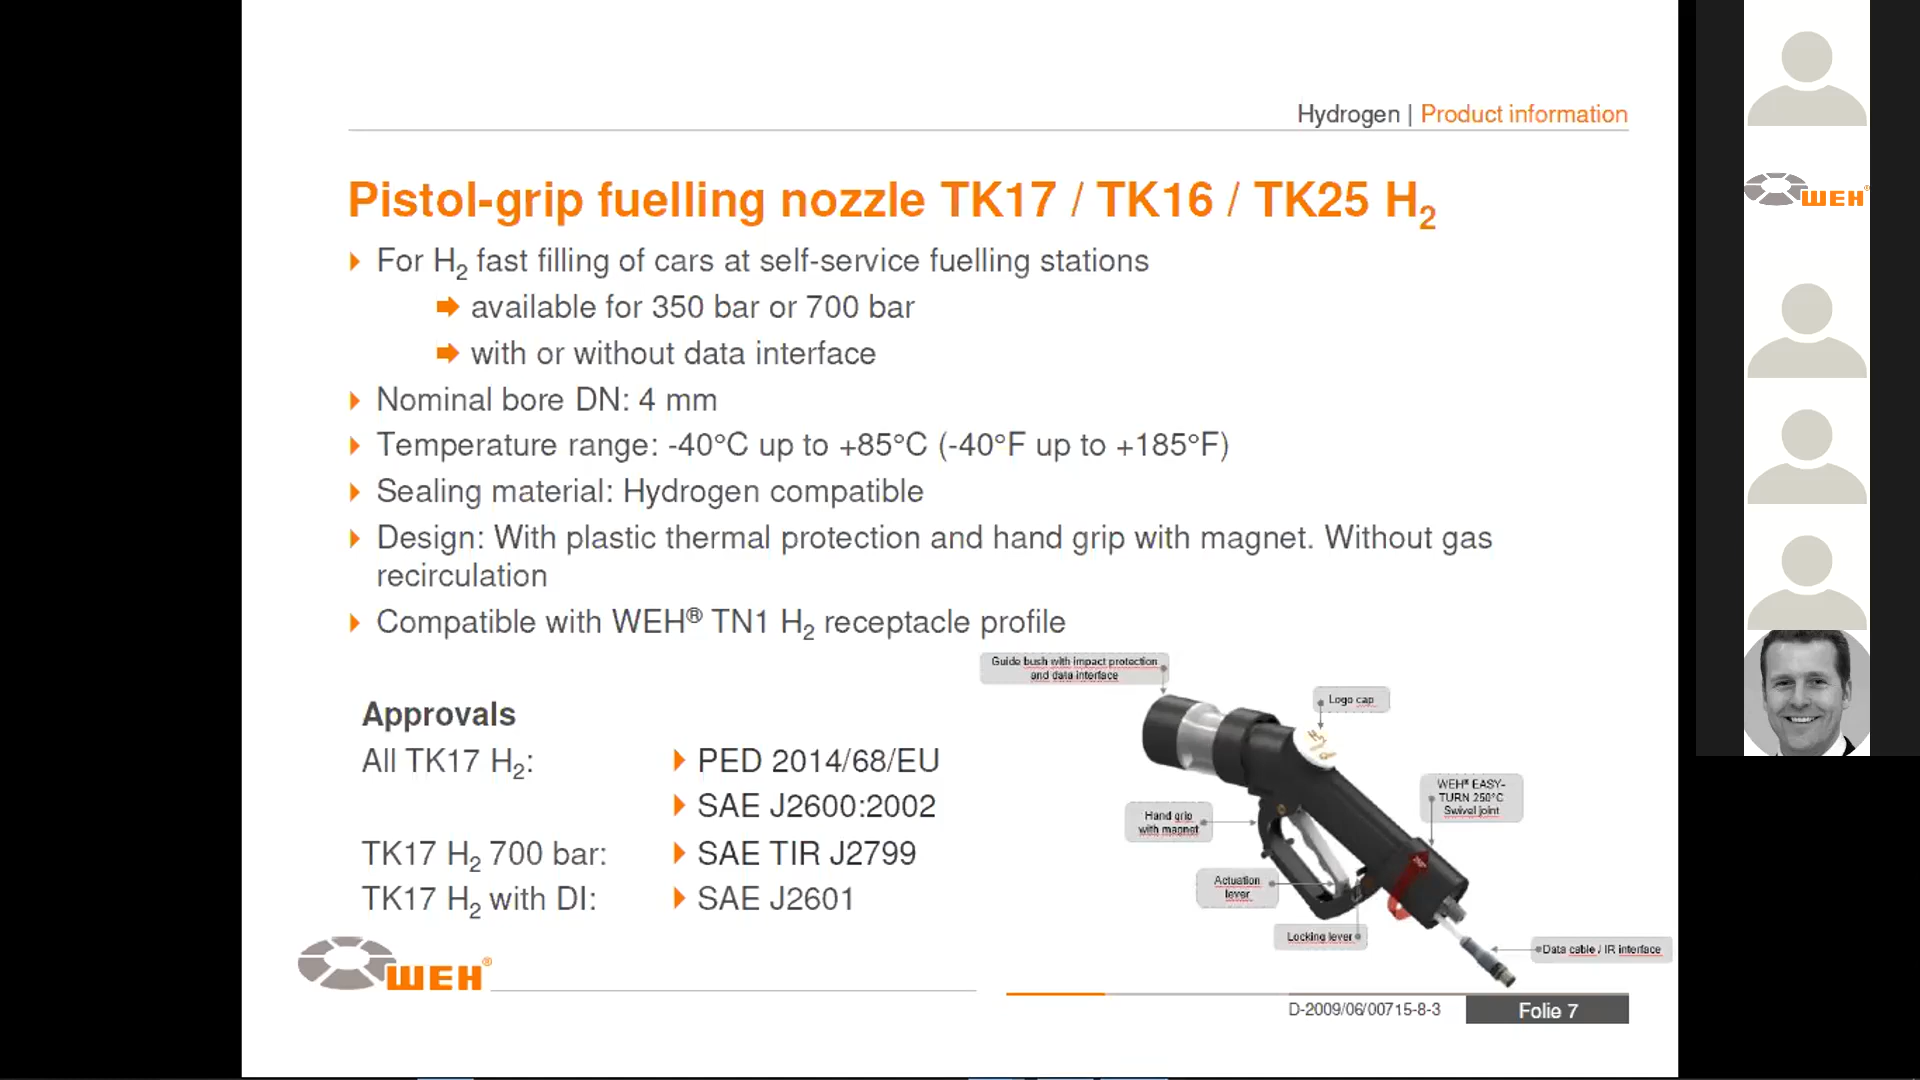 Hydrogen | Product information
Pistol-grip fuelling nozzle TK17 / TK16 / TK25 H₂
For H₂ fast filling of cars at self-service fuelling stations
available for 350 bar or 700 bar
with or without data interface
Nominal bore DN: 4 mm
Temperature range: -40°C up to +85°C (-40°F up to +185°F)
Sealing material: Hydrogen compatible
Design: With plastic thermal protection and hand grip with magnet. Without gas
recirculation
Compatible with WEH® TN1 H₂ receptacle profile
Guide bush with impact protection
and data interface
Logo cap
WEH® EASY-
TURN 250°C
Swivel joint
Hand grip
with magnet
Actuation
lever
Locking lever
Data cable / IR interface
Approvals
All TK17 H₂: PED 2014/68/EU
SAE J2600:2002
TK17 H₂ 700 bar: SAE TIR J2799
TK17 H₂ with DI: SAE J2601
WEH®
D-2009/06/00715-8-3
Folie 7
WEH®